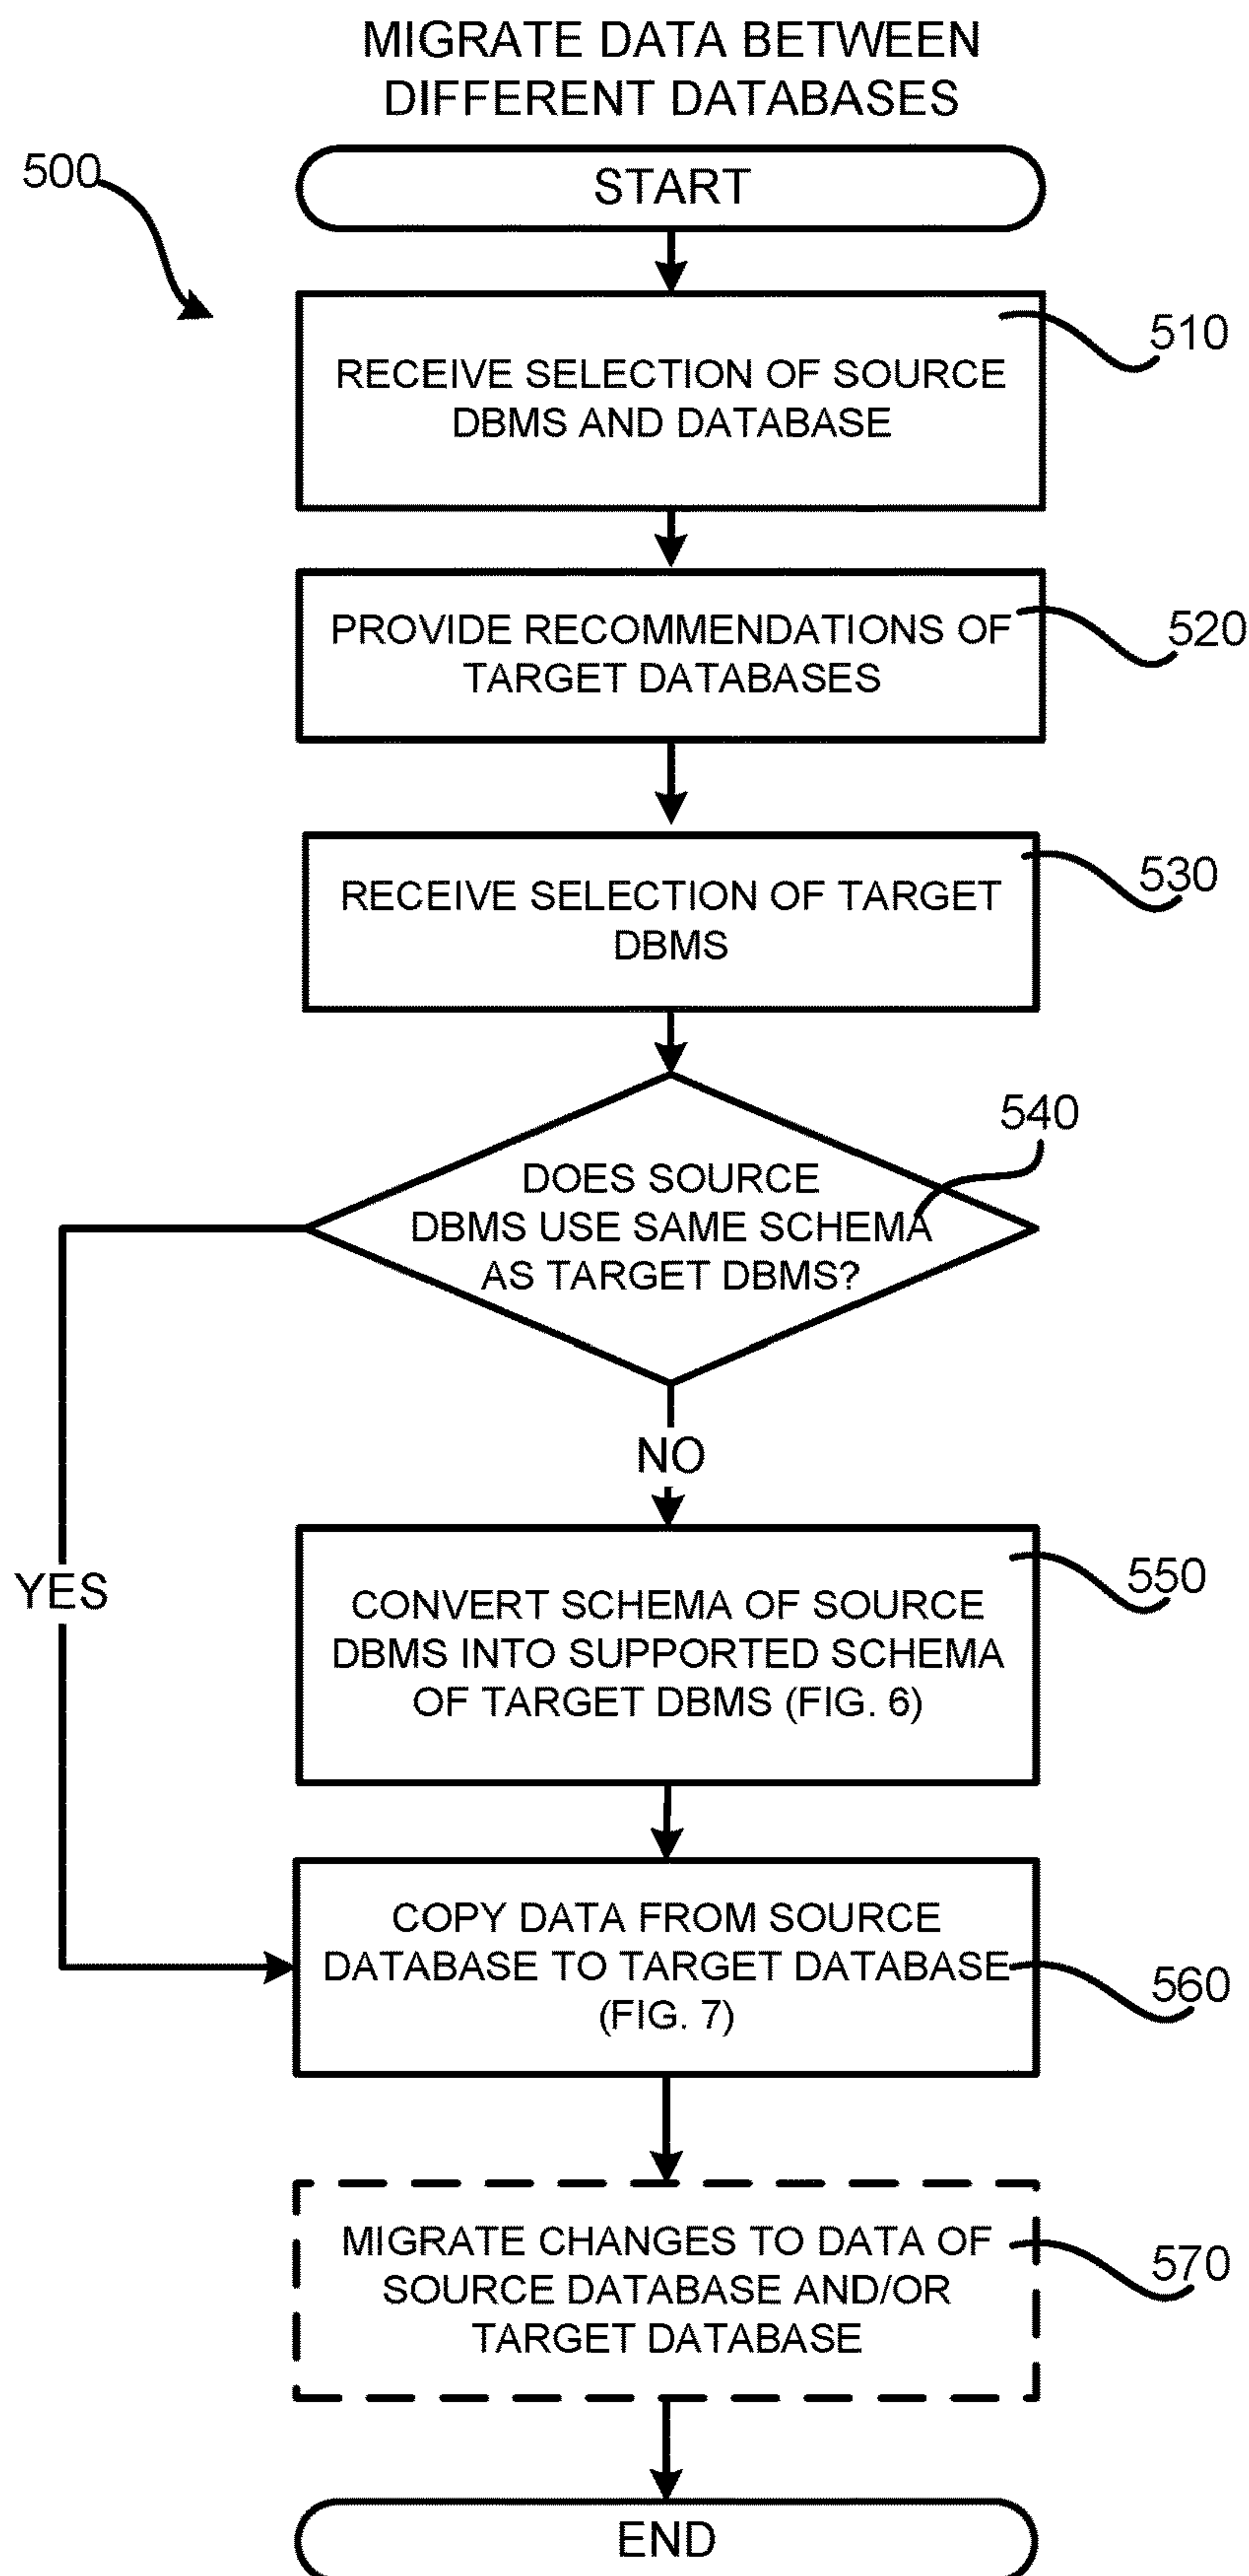 MIGRATE DATA BETWEEN
DIFFERENT DATABASES
500
START
510
RECEIVE SELECTION OF SOURCE
DBMS AND DATABASE
520
PROVIDE RECOMMENDATIONS OF
TARGET DATABASES
530
RECEIVE SELECTION OF TARGET
DBMS
540
DOES SOURCE
DBMS USE SAME SCHEMA
AS TARGET DBMS?
NO
YES
550
CONVERT SCHEMA OF SOURCE
DBMS INTO SUPPORTED SCHEMA
OF TARGET DBMS (FIG. 6)
COPY DATA FROM SOURCE
DATABASE TO TARGET DATABASE
(FIG. 7)
560
MIGRATE CHANGES TO DATA OF
SOURCE DATABASE AND/OR
TARGET DATABASE
570
END